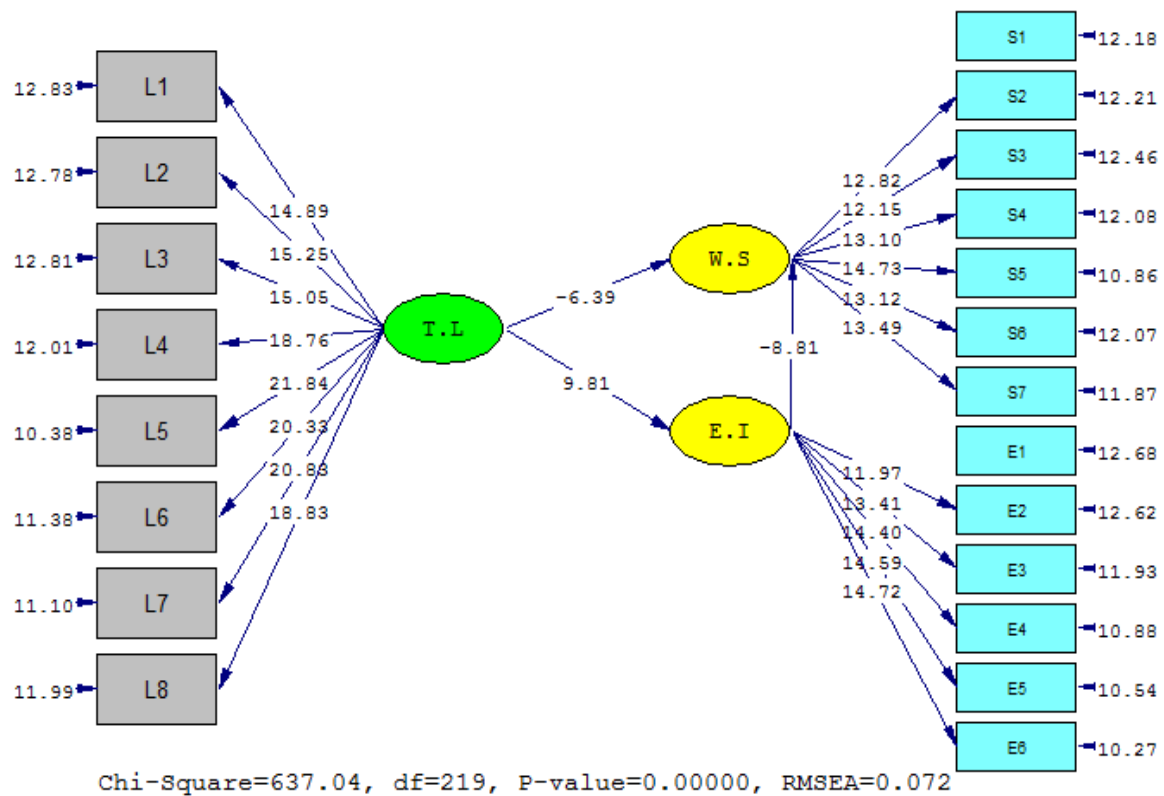 12.83 L1
12.78 L2
12.81 L3
12.01 L4
10.38 L5
11.38 L6
11.10 L7
11.99 L8
14.89
15.25
15.05
18.76
21.84
20.33
20.83
18.83
T.L
-6.39
9.81
W.S
-8.81
E.I
12.82
12.15
13.10
14.73
13.12
13.49
11.97
13.41
14.40
14.59
14.72
S1 12.18
S2 12.21
S3 12.46
S4 12.08
S5 10.86
S6 12.07
S7 11.87
E1 12.68
E2 12.62
E3 11.93
E4 10.88
E5 10.54
E6 10.27
Chi-Square=637.04, df=219, P-value=0.00000, RMSEA=0.072